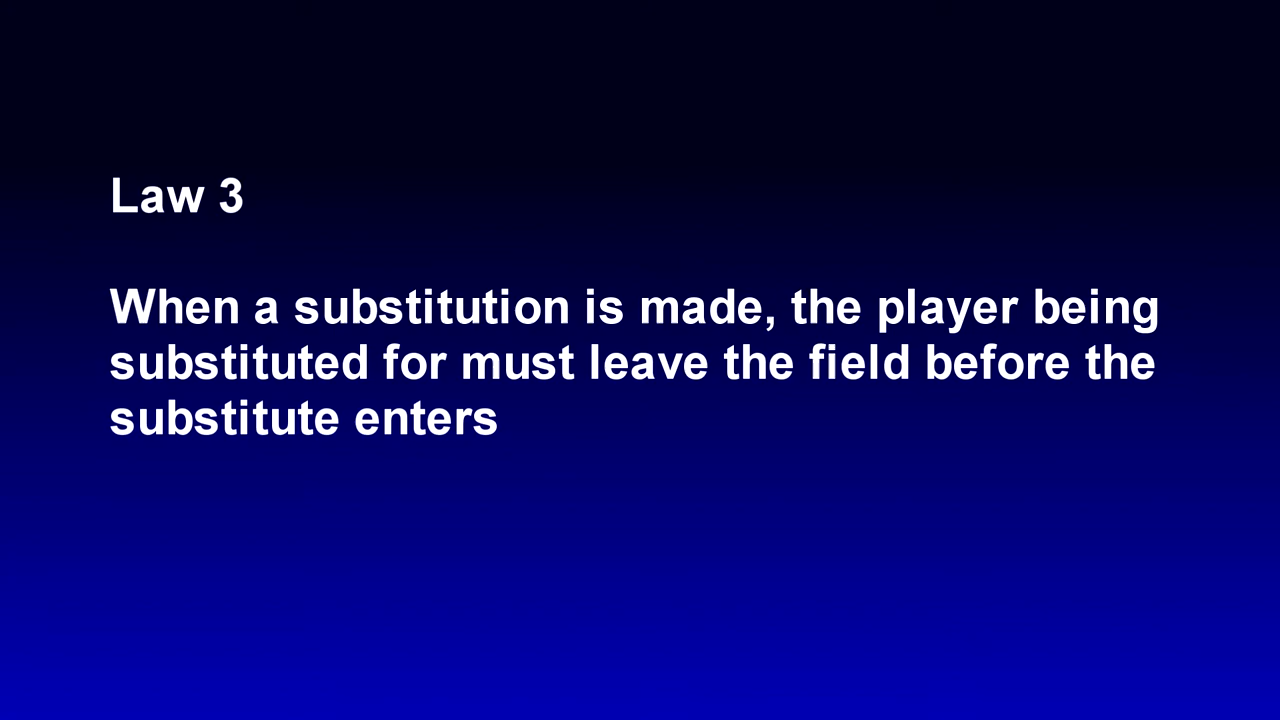 Law 3
When a substitution is made, the player being
substituted for must leave the field before the
substitute enters